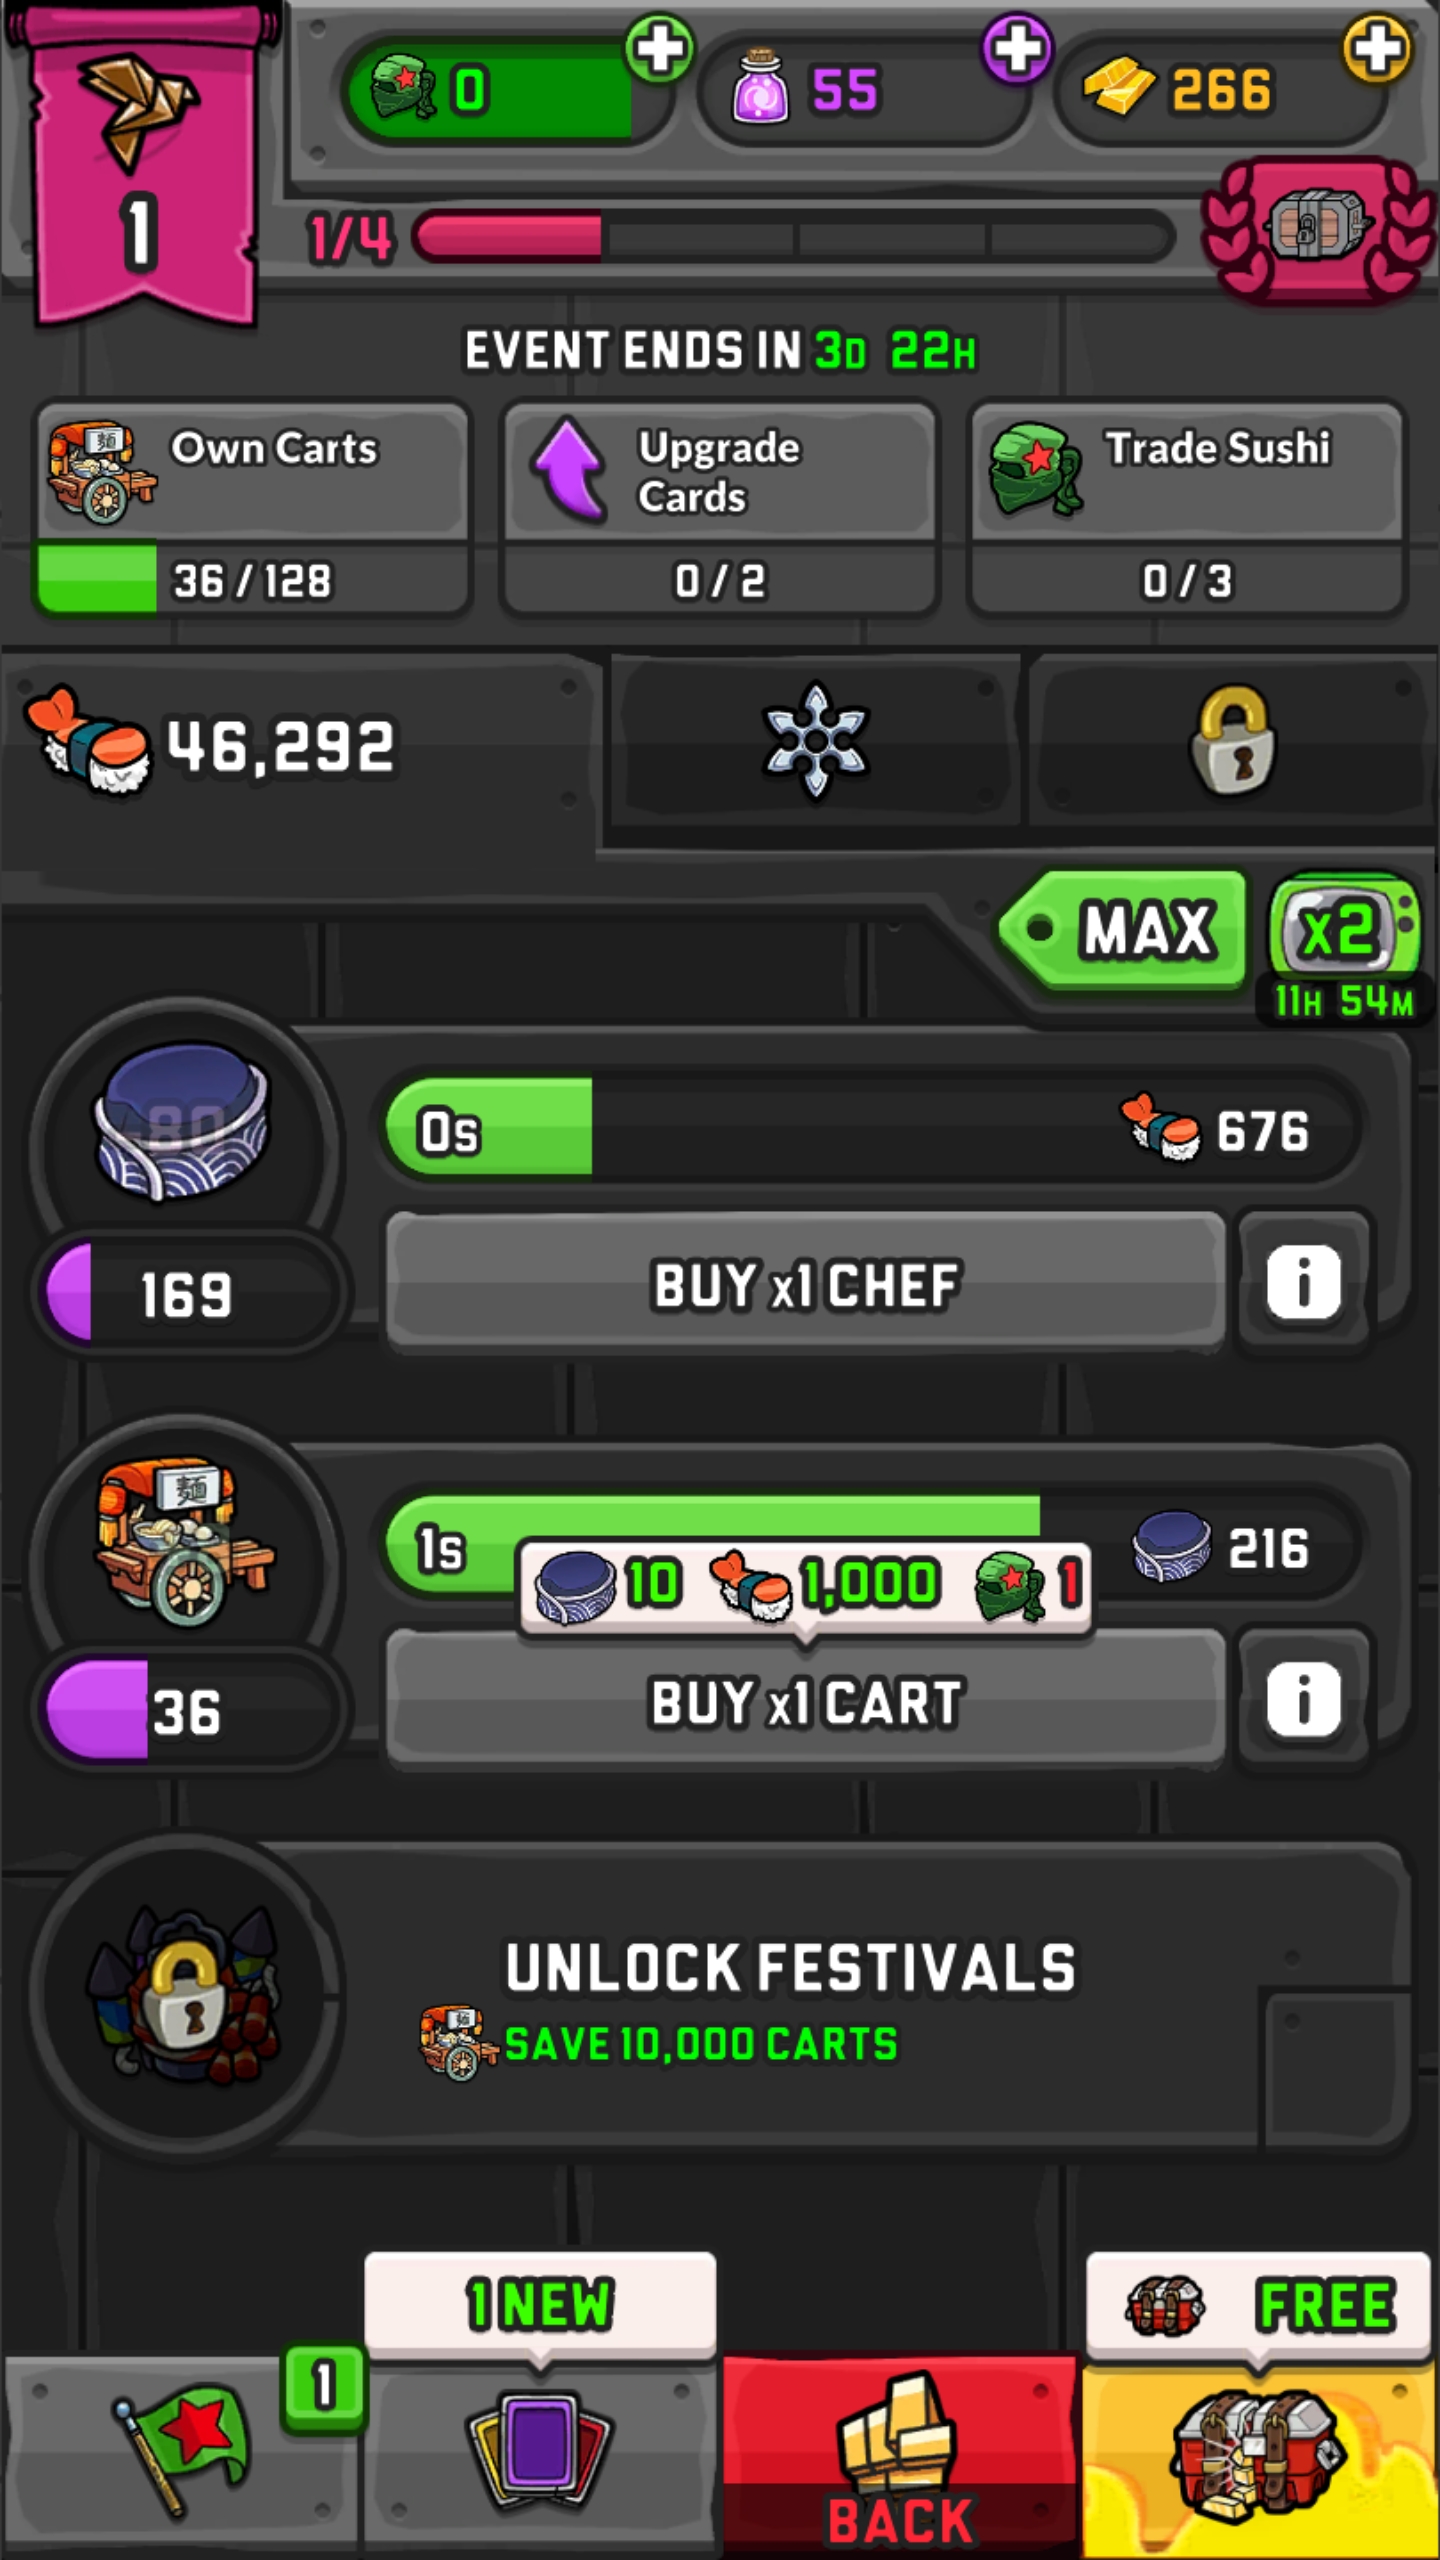 0
55
266
1
1/4
EVENT ENDS IN 3D 22H
Own Carts
36 / 128
Upgrade
Cards
0 / 2
Trade Sushi
0 / 3
46,292
MAX
x2
11H 54M
0s
676
169
BUY x1 CHEF
麺
1s
216
10 1,000 1
36
BUY x1 CART
UNLOCK FESTIVALS
SAVE 10,000 CARTS
1 NEW
FREE
1
BACK